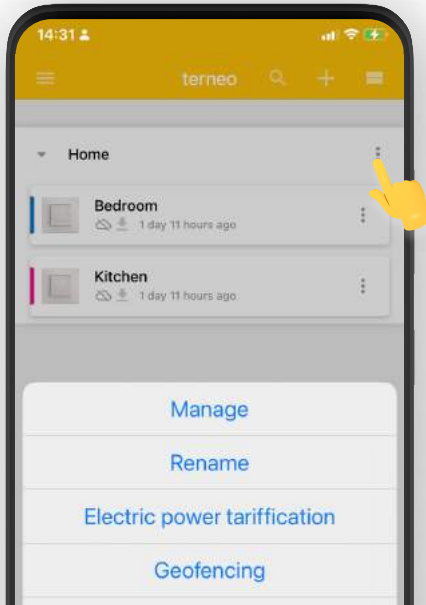 14:31
terneo
Home
Bedroom
1 day 11 hours ago
Kitchen
1 day 11 hours ago
Manage
Rename
Electric power tariffication
Geofencing